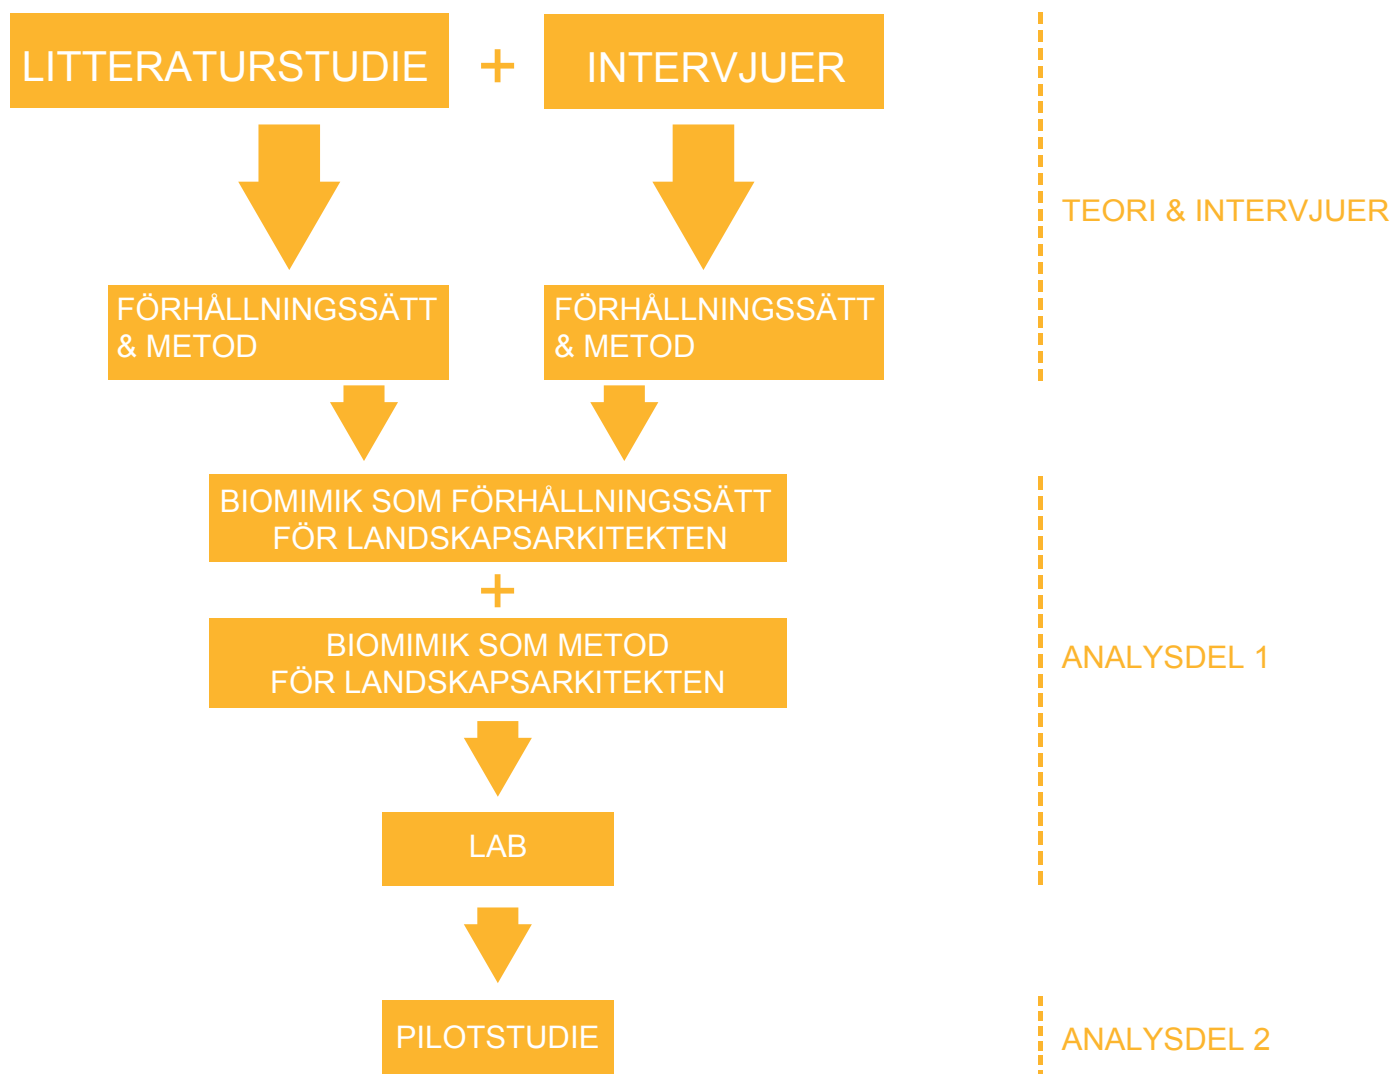 LITTERATURSTUDIE + INTERVJUER
TEORI & INTERVJUER
FÖRHÅLLNINGSSÄTT
& METOD
FÖRHÅLLNINGSSÄTT
& METOD
BIOMIMIK SOM FÖRHÅLLNINGSSÄTT
FÖR LANDSKAPSARKITEKTEN
+
BIOMIMIK SOM METOD
FÖR LANDSKAPSARKITEKTEN
ANALYSDEL 1
LAB
PILOTSTUDIE
ANALYSDEL 2